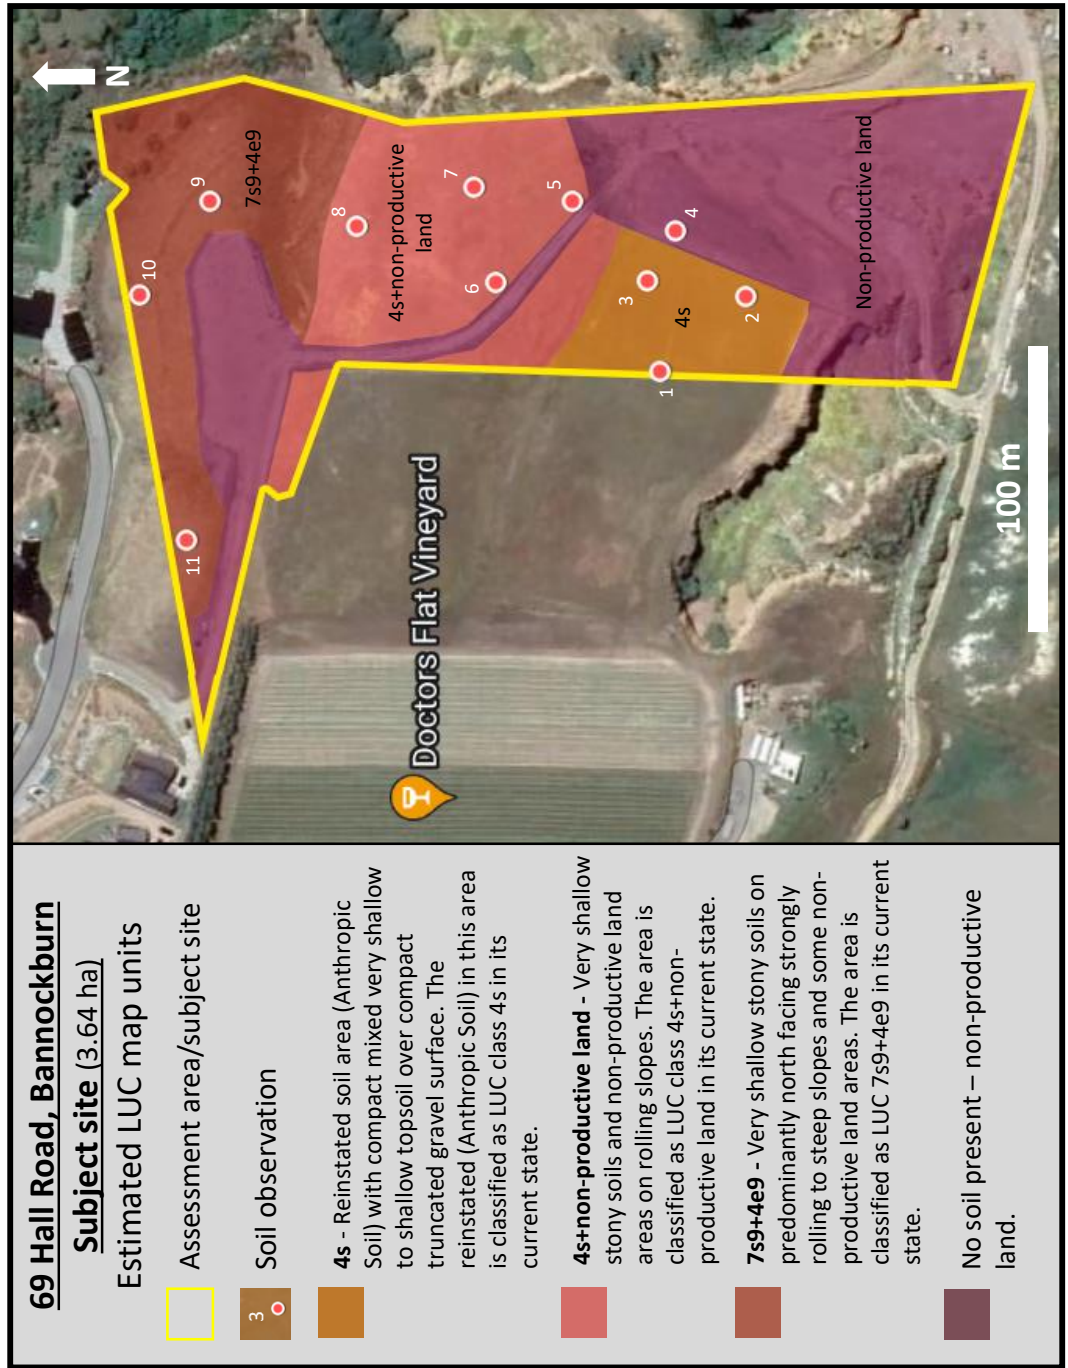 69 Hall Road, Bannockburn
Subject site (3.64 ha)
Estimated LUC map units
Assessment area/subject site
3
Soil observation
4s - Reinstated soil area (Anthropic
Soil) with compact mixed very shallow
to shallow topsoil over compact
truncated gravel surface. The
reinstated (Anthropic Soil) in this area
is classified as LUC class 4s in its
current state.
4s+non-productive land - Very shallow
stony soils and non-productive land
areas on rolling slopes. The area is
classified as LUC class 4s+non-
productive land in its current state.
7s9+4e9 - Very shallow stony soils on
predominantly north facing strongly
rolling to steep slopes and some non-
productive land areas. The area is
classified as LUC 7s9+4e9 in its current
state.
No soil present – non-productive
land.
N
11
10
9
7s9+4e9
8
4s+non-productive
land
7
6
5
4
3
4s
2
1
Non-productive land
Doctors Flat Vineyard
100 m